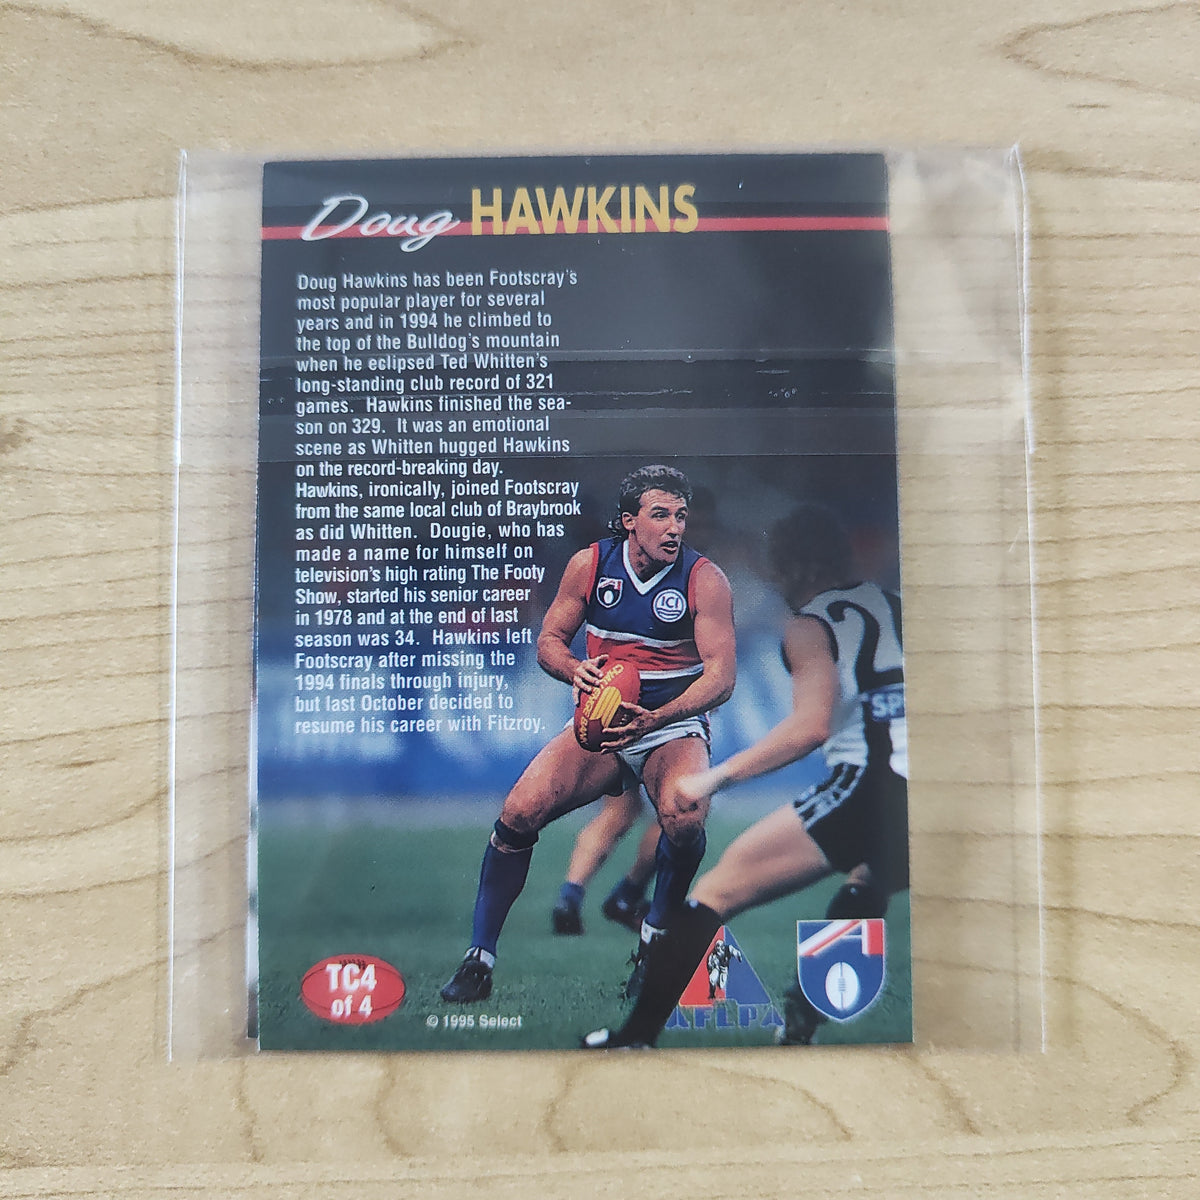 Doug HAWKINS
Doug Hawkins has been Footscray's
most popular player for several
years and in 1994 he climbed to
the top of the Bulldog's mountain
when he eclipsed Ted Whitten's
long-standing club record of 321
games. Hawkins finished the sea-
son on 329. It was an emotional
scene as Whitten hugged Hawkins
on the record-breaking day.
Hawkins, ironically, joined Footscray
from the same local club of Braybrook
as did Whitten. Dougie, who has
made a name for himself on
television's high rating The Footy
Show, started his senior career
in 1978 and at the end of last
season was 34. Hawkins left
Footscray after missing the
1994 finals through injury,
but last October decided to
resume his career with Fitzroy.
ICI
2
SP
TC4
of 4
© 1995 Select
AFLPA